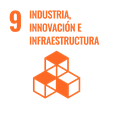 9 INDUSTRIA,
INNOVACIÓN E
INFRAESTRUCTURA